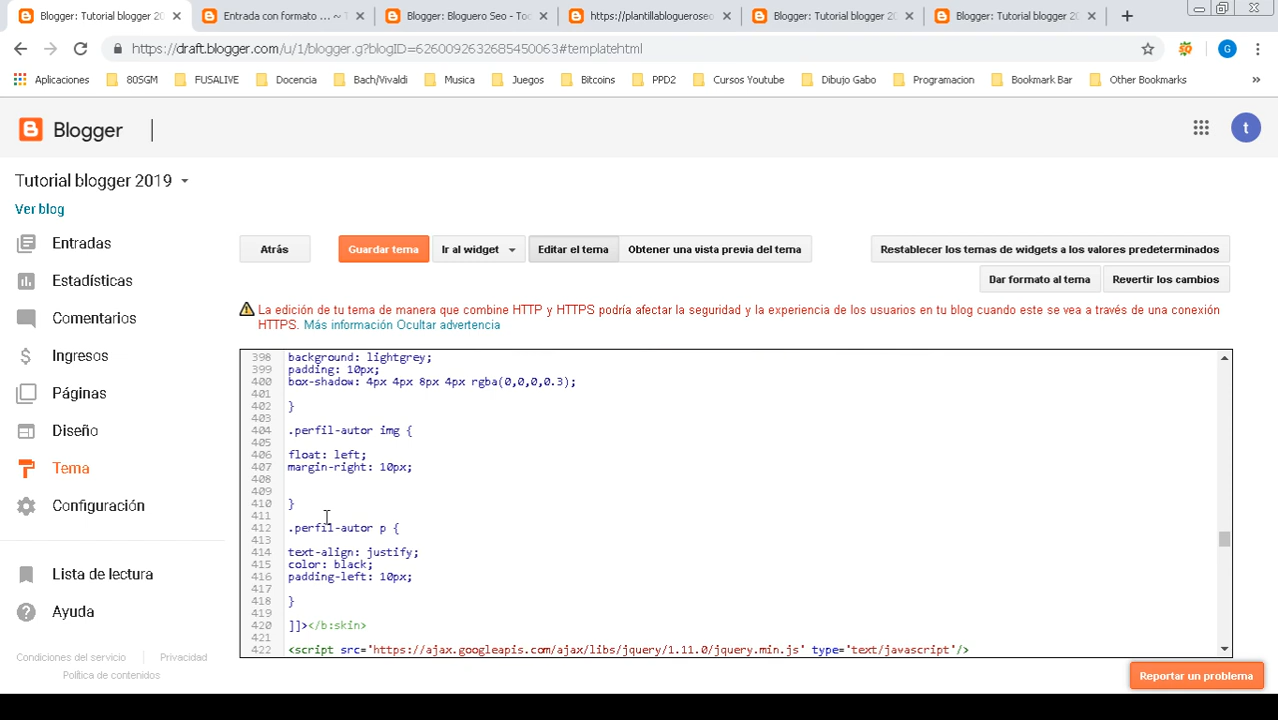 Blogger: Tutorial blogger 20
Entrada con formato ... ~ T
Blogger: Bloguero Seo - Too
https://plantillablogueroseo
Blogger: Tutorial blogger 20
Blogger: Tutorial blogger 20
https://draft.blogger.com/u/1/blogger.g?blogID=6260092632685450063#templatehtml
SQ
G
Aplicaciones
80SGM
FUSALIVE
Docencia
Bach/Vivaldi
Musica
Juegos
Bitcoins
PPD2
Cursos Youtube
Dibujo Gabo
Programacion
Bookmark Bar
Other Bookmarks
»
Blogger
t
Tutorial blogger 2019
Ver blog
Entradas
Estadísticas
Comentarios
Ingresos
Páginas
Diseño
Tema
Configuración
Lista de lectura
Ayuda
Condiciones del servicio
Privacidad
Política de contenidos
Atrás
Guardar tema
Ir al widget
Editar el tema
Obtener una vista previa del tema
Restablecer los temas de widgets a los valores predeterminados
Dar formato al tema
Revertir los cambios
La edición de tu tema de manera que combine HTTP y HTTPS podría afectar la seguridad y la experiencia de los usuarios en tu blog cuando este se vea a través de una conexión
HTTPS. Más información Ocultar advertencia
398 background: lightgrey;
399 padding: 10px;
400 box-shadow: 4px 4px 8px 4px rgba(0,0,0,0.3);
401
402 }
403
404 .perfil-autor img {
405
406 float: left;
407 margin-right: 10px;
408
409
410 }
411
412 .perfil-autor p {
413
414 text-align: justify;
415 color: black;
416 padding-left: 10px;
417
418 }
419
420 ]]></b:skin>
421
422 <script src='https://ajax.googleapis.com/ajax/libs/jquery/1.11.0/jquery.min.js' type='text/javascript'/>
Reportar un problema